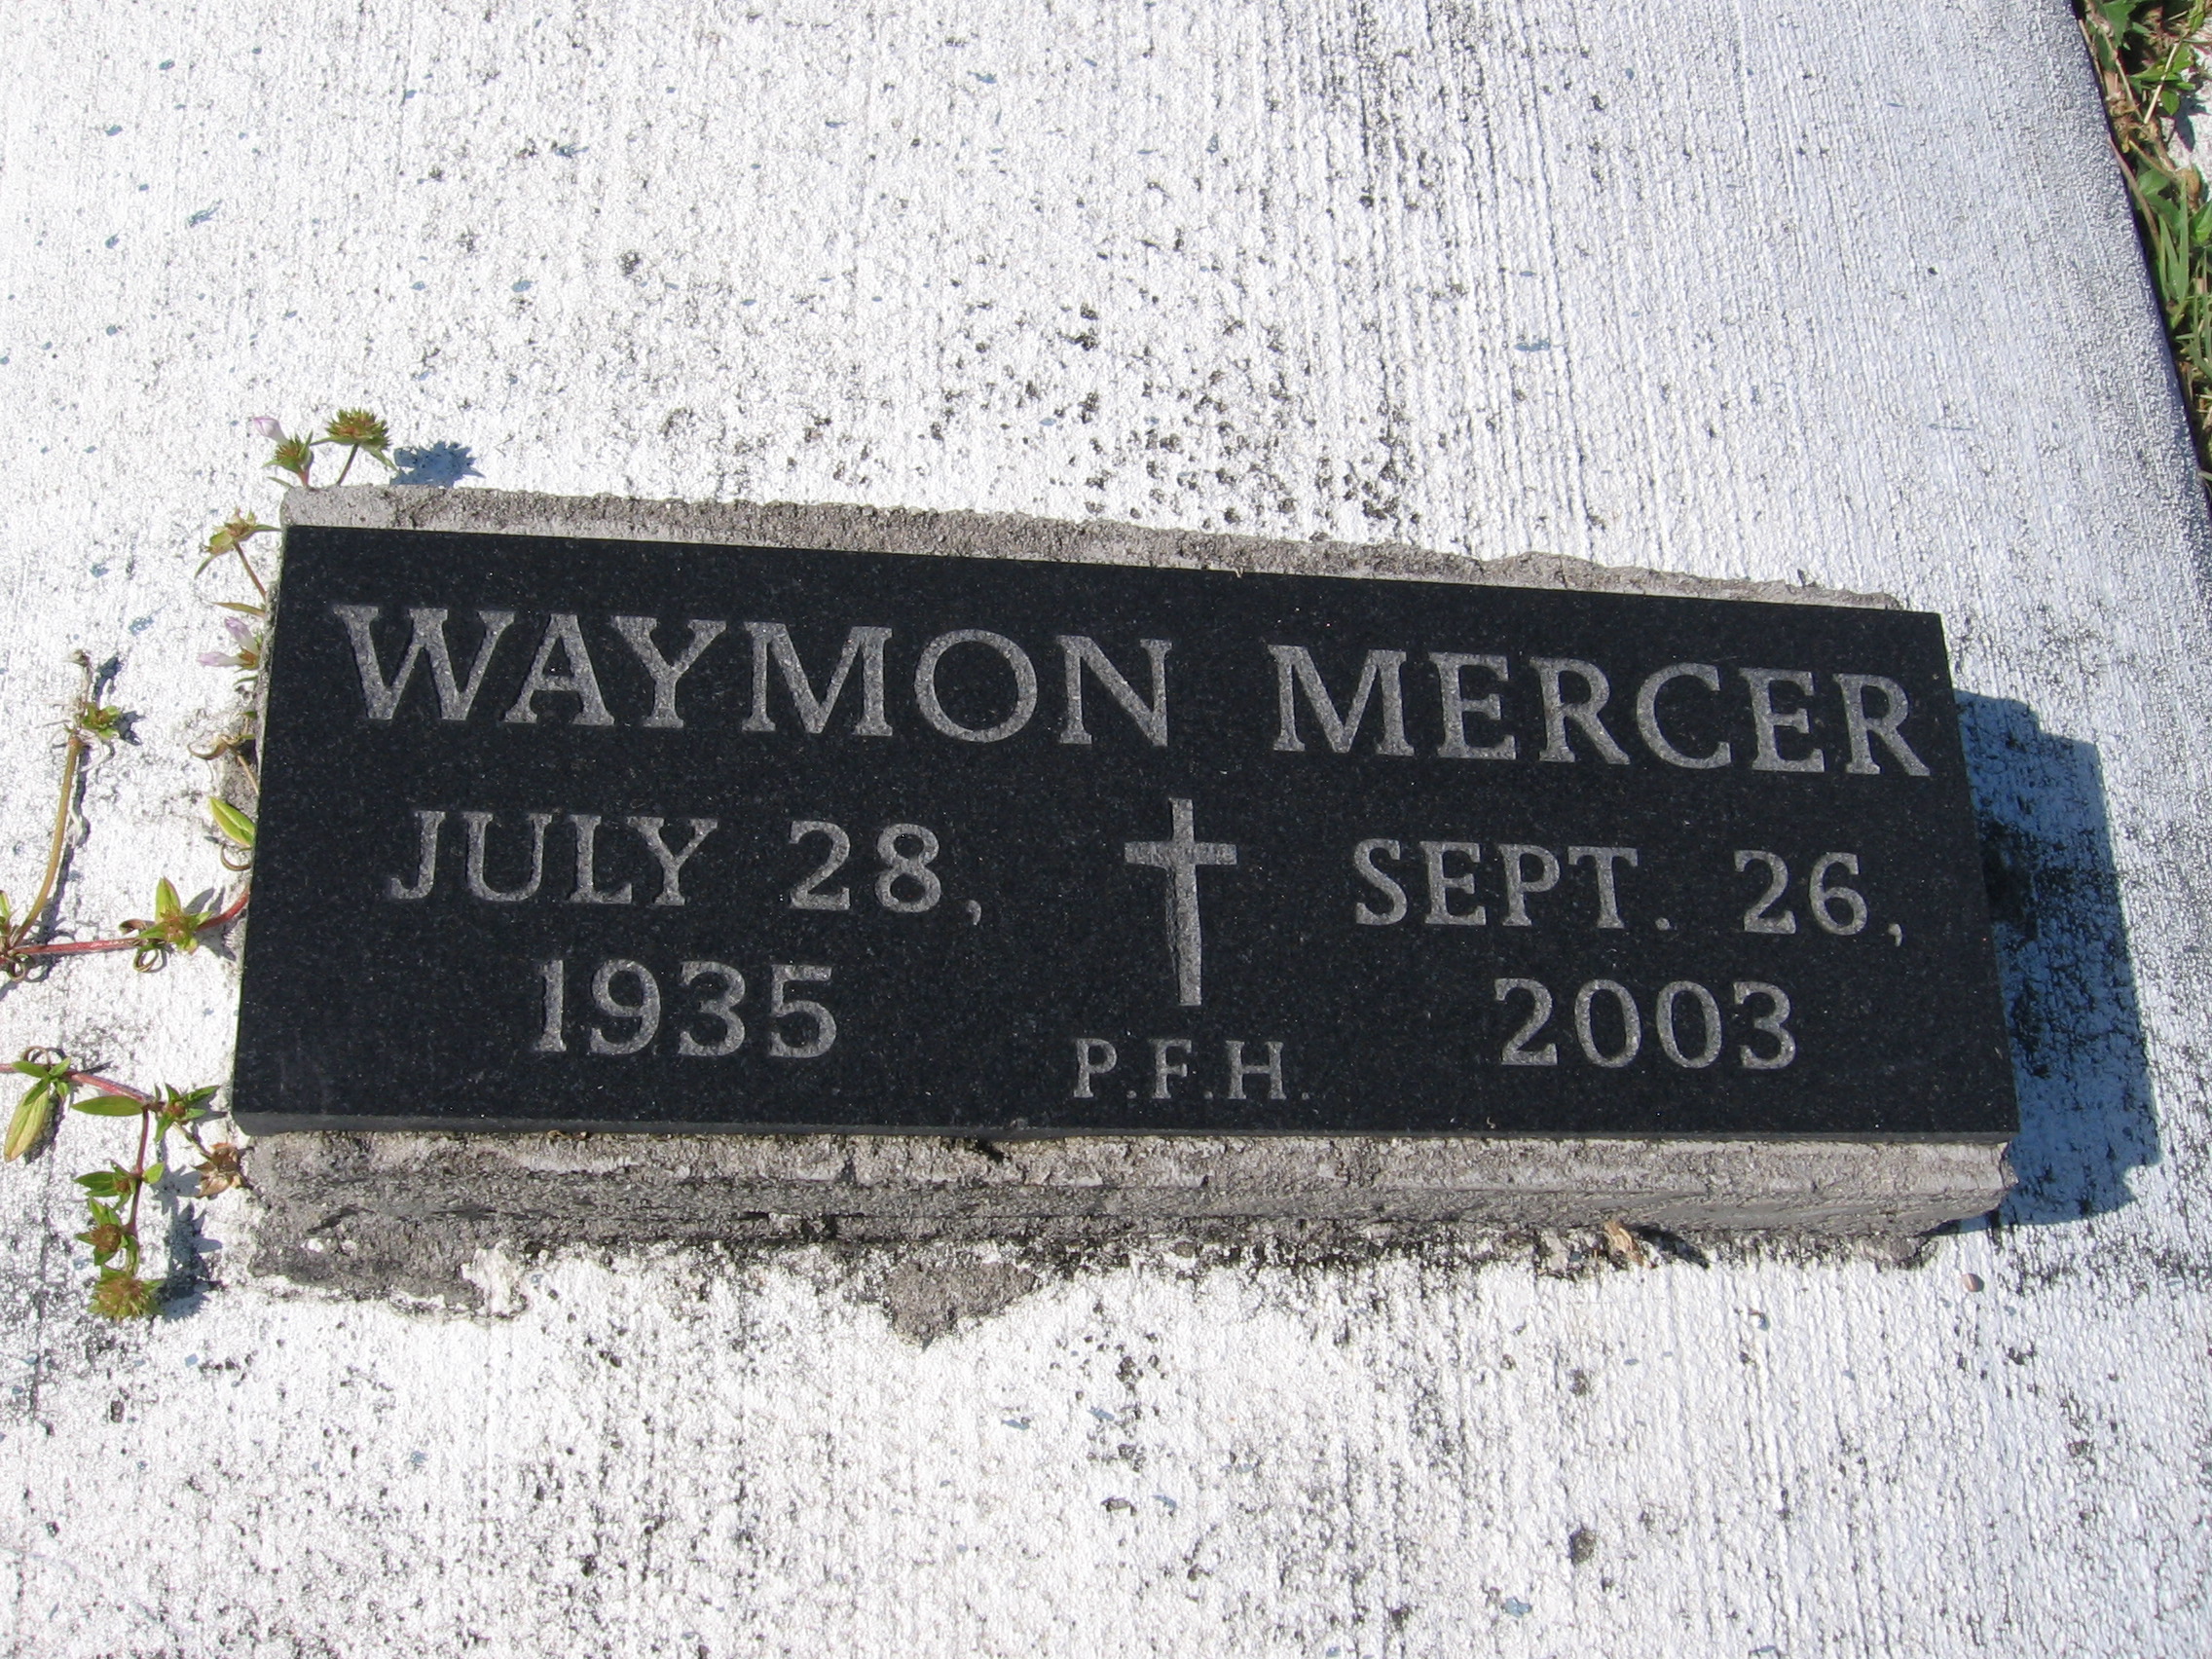 WAYMON MERCER
JULY 28, SEPT. 26,
1935 2003
P.F.H.